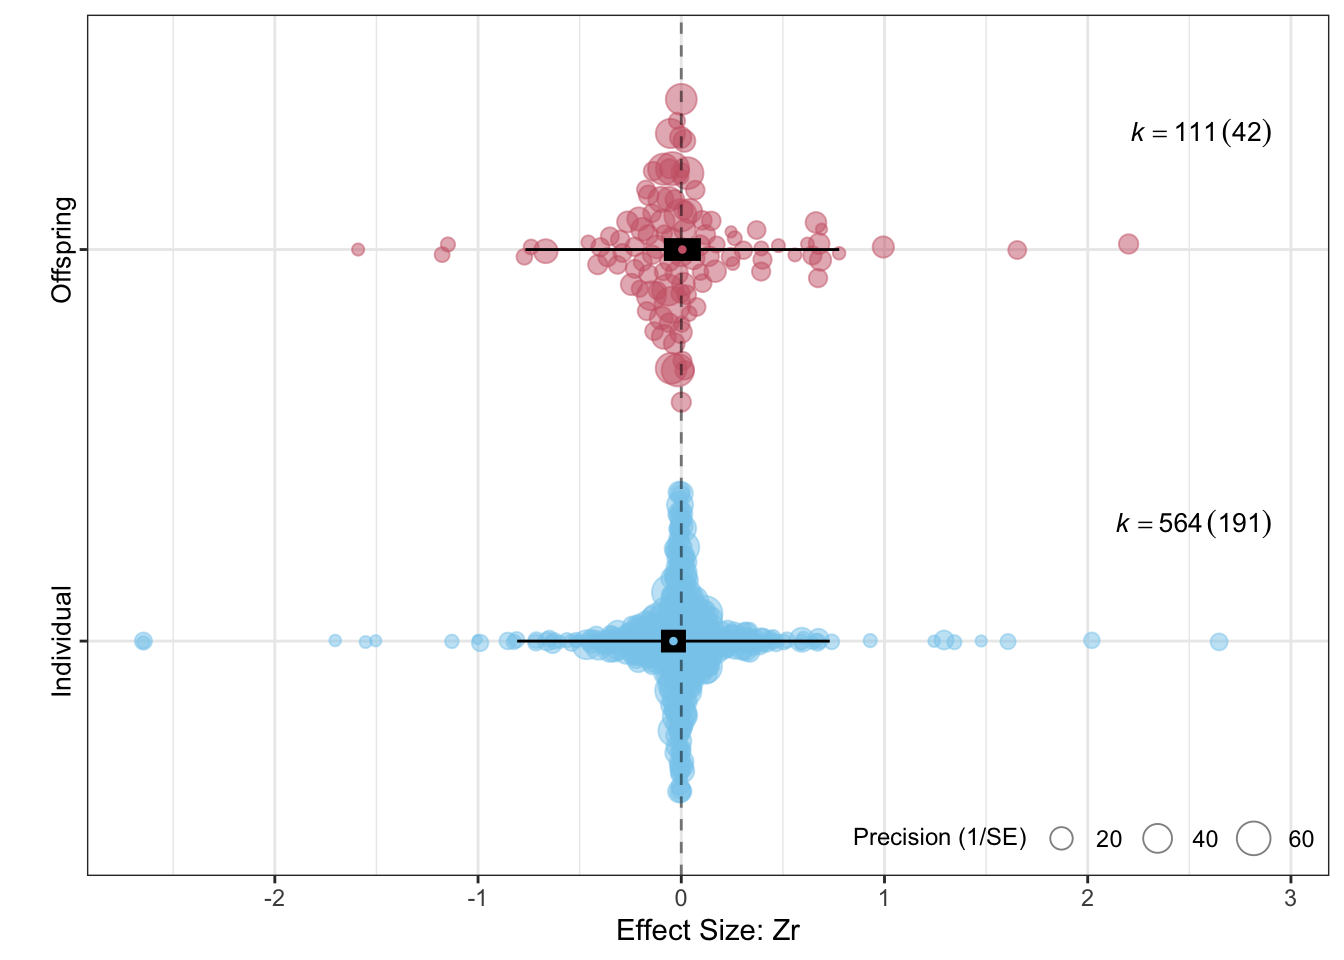 Offspring
k = 111 (42)
Individual
k = 564 (191)
Precision (1/SE) 20 40 60
-2 -1 0 1 2 3
Effect Size: Zr